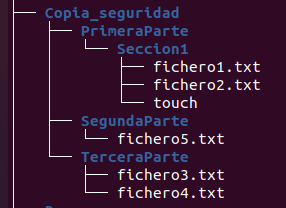 Copia_seguridad
PrimeraParte
Seccion1
fichero1.txt
fichero2.txt
touch
SegundaParte
fichero5.txt
TerceraParte
fichero3.txt
fichero4.txt